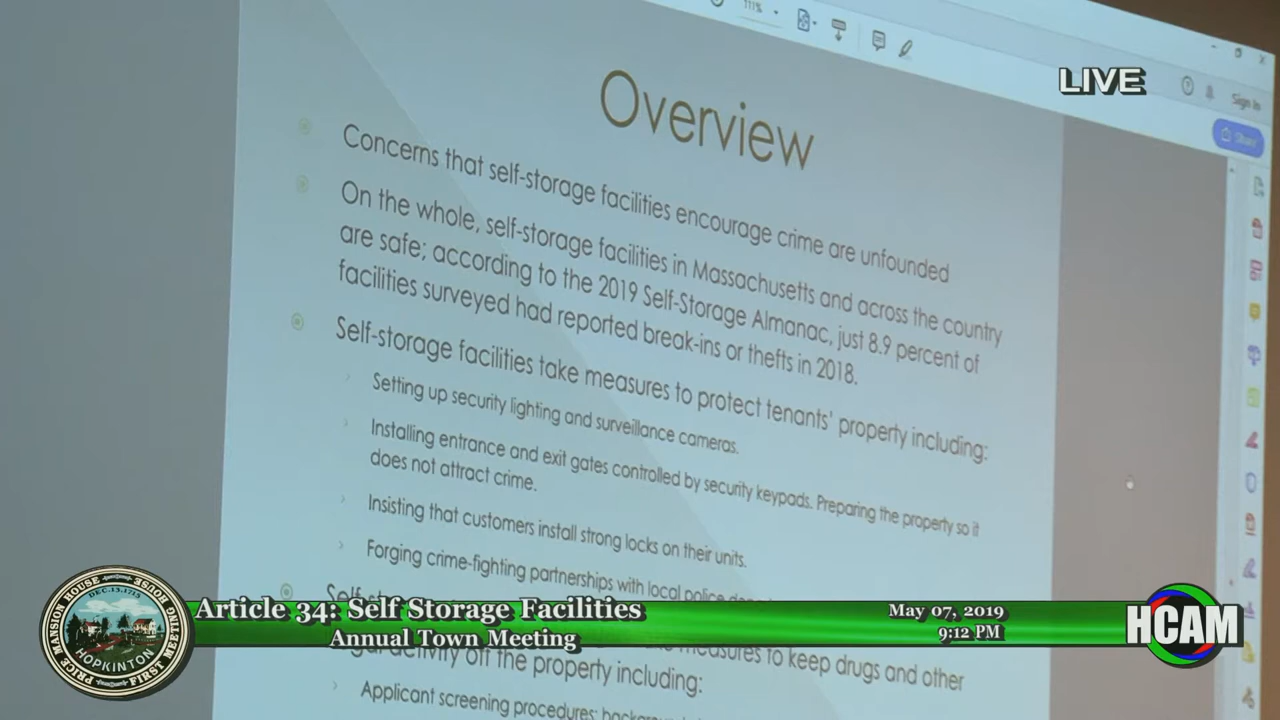 111%
LIVE
Sign In
Share
Overview
Concerns that self-storage facilities encourage crime are unfounded
On the whole, self-storage facilities in Massachusetts and across the country
are safe; according to the 2019 Self-Storage Almanac, just 8.9 percent of
facilities surveyed had reported break-ins or thefts in 2018.
Self-storage facilities take measures to protect tenants' property including:
Setting up security lighting and surveillance cameras.
Installing entrance and exit gates controlled by security keypads. Preparing the property so it
does not attract crime.
Insisting that customers install strong locks on their units.
Forging crime-fighting partnerships with local police
measures to keep drugs and other
activity off the property including:
Applicant screening procedures;
Article 34: Self Storage Facilities
Annual Town Meeting
May 07, 2019
9:12 PM
HCAM
PRICE MANSION HOUSE FIRST MEETING HOUSE
DEC.13.1715
HOPKINTON